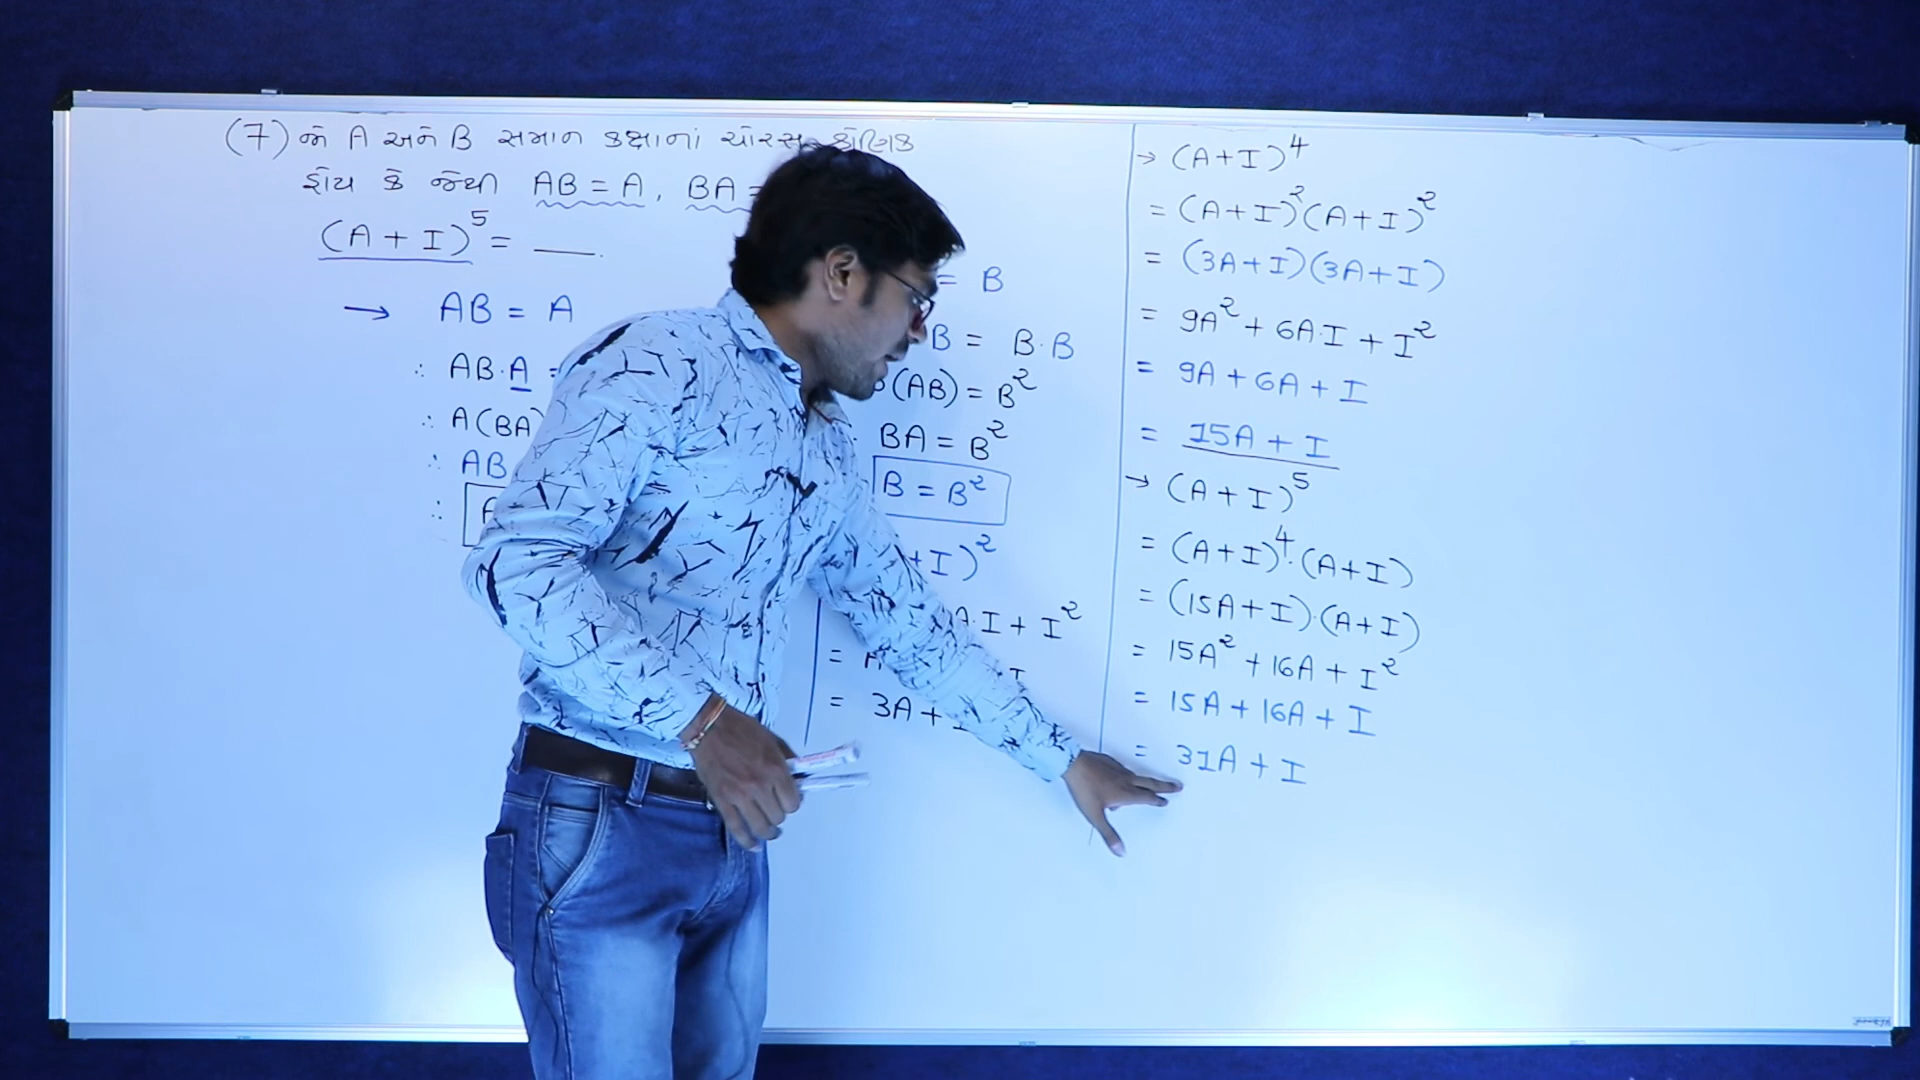 (7) જો A અને B સમાન કક્ષાનાં ચોરસ શ્રેણિક
હોય કે જેથી AB = A, BA =
(A + I)⁵ = ___.
→ AB = A
∴ AB·A =
∴ A(BA)
∴ AB
∴
= B
B = B·B
(AB) = B²
BA = B²
B = B²
+I)²
A·I + I²
= A
= 3A +
→ (A+I)⁴
= (A+I)²(A+I)²
= (3A+I)(3A+I)
= 9A² + 6A·I + I²
= 9A + 6A + I
= 15A + I
→ (A+I)⁵
= (A+I)⁴·(A+I)
= (15A+I)·(A+I)
= 15A² + 16A + I²
= 15A + 16A + I
= 31A + I